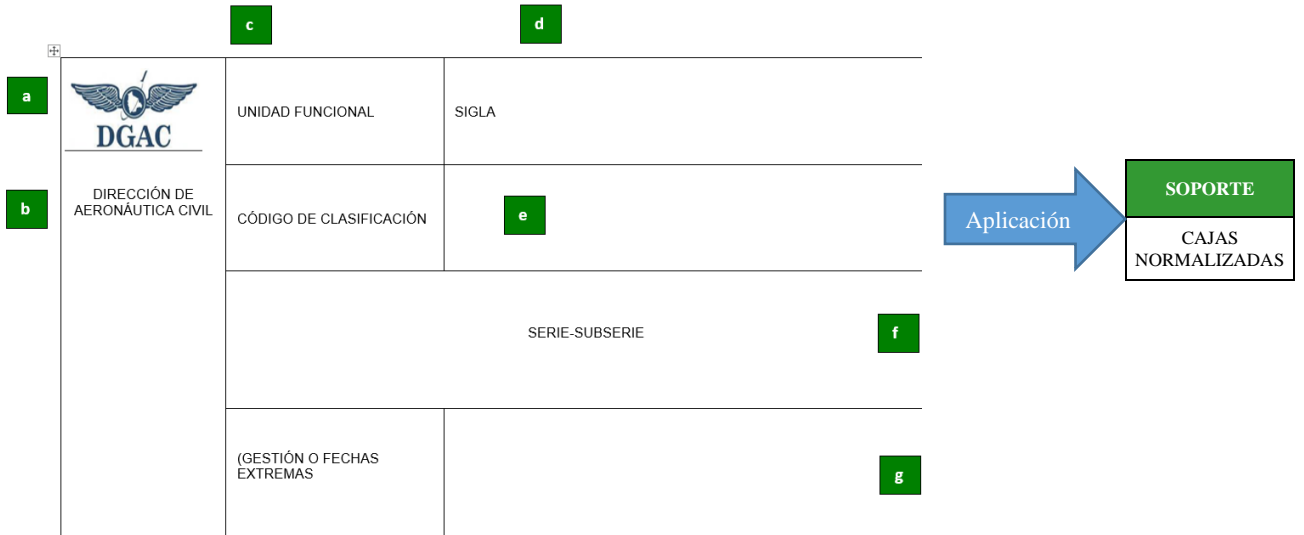 c
d
a
DGAC
UNIDAD FUNCIONAL
SIGLA
b
DIRECCIÓN DE
AERONÁUTICA CIVIL
CÓDIGO DE CLASIFICACIÓN
e
Aplicación
SOPORTE
CAJAS
NORMALIZADAS
SERIE-SUBSERIE
f
(GESTIÓN O FECHAS
EXTREMAS
g